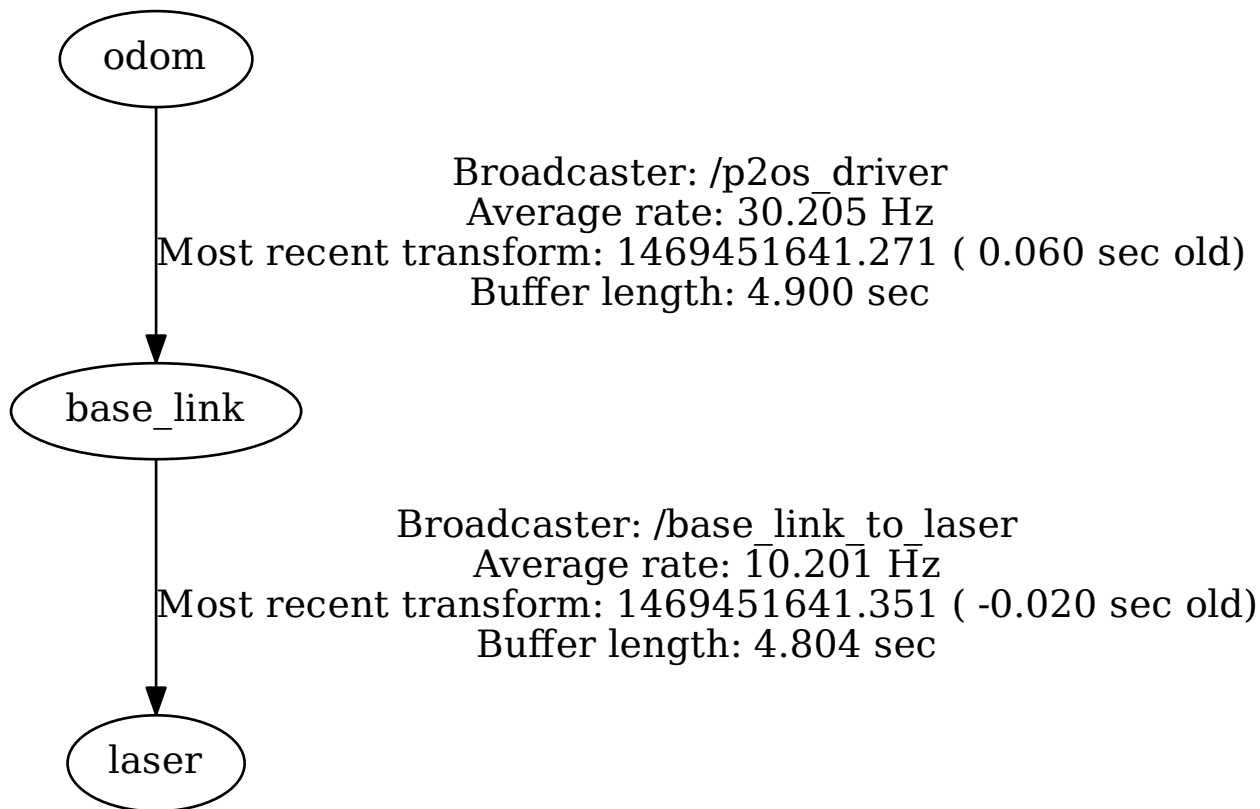 odom
Broadcaster: /p2os_driver
Average rate: 30.205 Hz
Most recent transform: 1469451641.271 ( 0.060 sec old)
Buffer length: 4.900 sec
base_link
Broadcaster: /base_link_to_laser
Average rate: 10.201 Hz
Most recent transform: 1469451641.351 ( -0.020 sec old)
Buffer length: 4.804 sec
laser